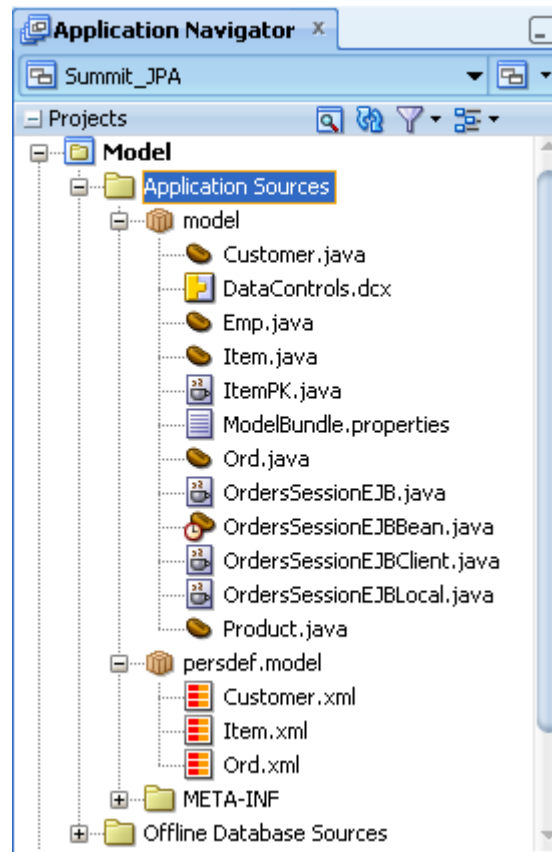 Application Navigator x
Summit_JPA
Projects
Model
Application Sources
model
Customer.java
DataControls.dcx
Emp.java
Item.java
ItemPK.java
ModelBundle.properties
Ord.java
OrdersSessionEJB.java
OrdersSessionEJBBean.java
OrdersSessionEJBClient.java
OrdersSessionEJBLocal.java
Product.java
persdef.model
Customer.xml
Item.xml
Ord.xml
META-INF
Offline Database Sources